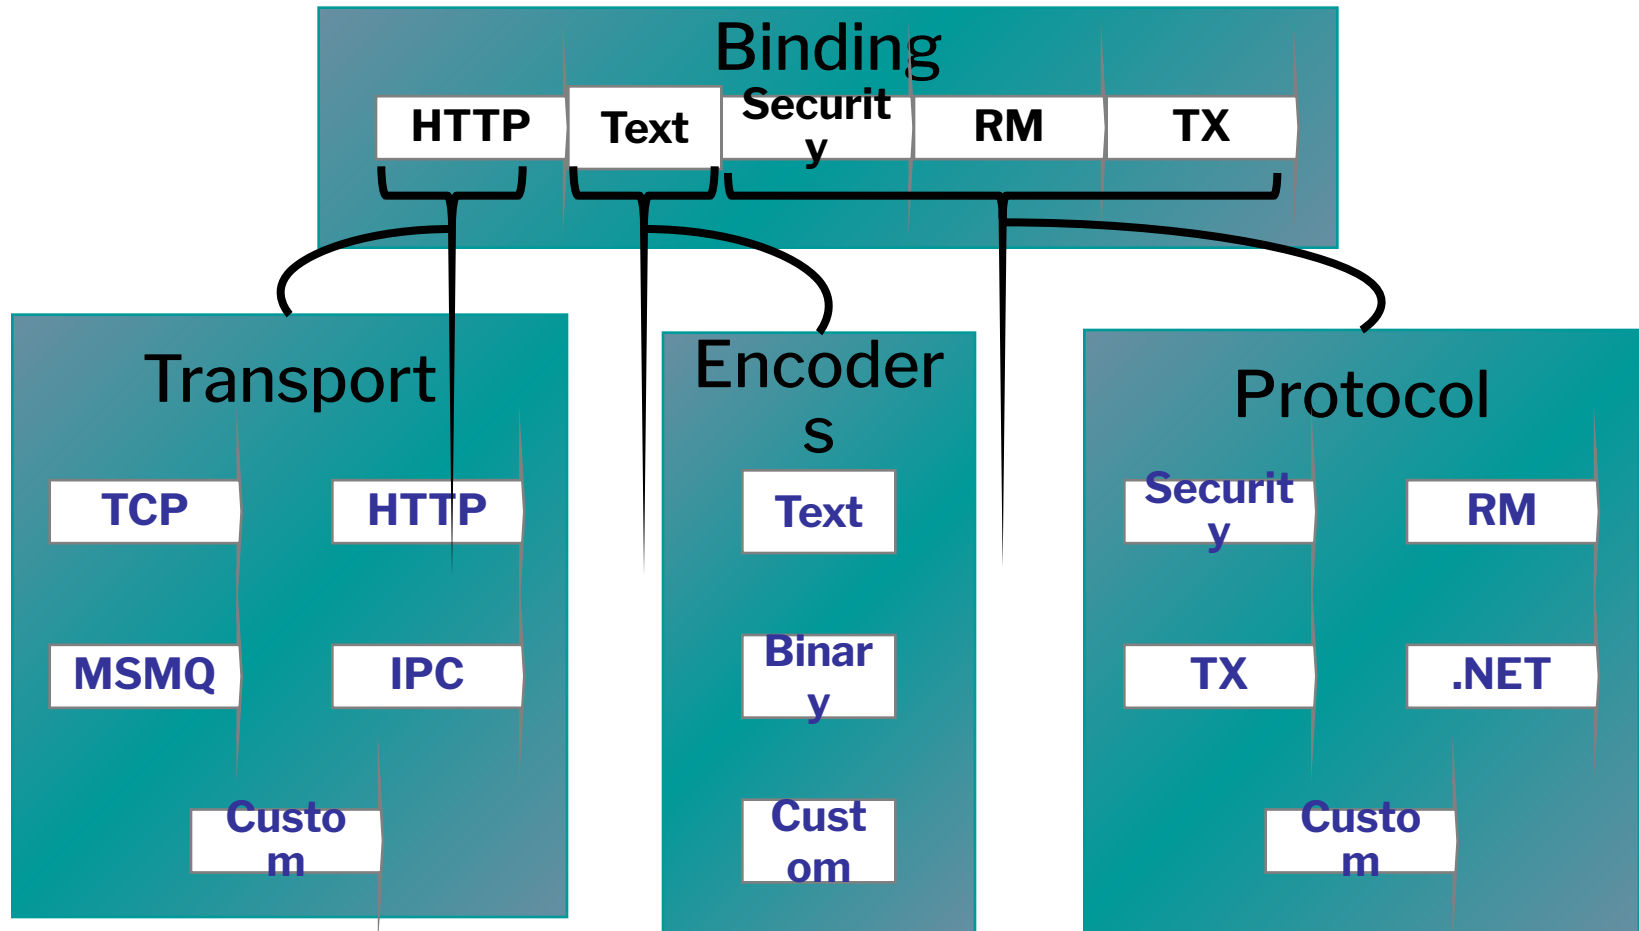 Binding
HTTP
Text
Securit
y
RM
TX
Transport
TCP
HTTP
MSMQ
IPC
Custo
m
Encoder
s
Text
Binar
y
Cust
om
Protocol
Securit
y
RM
TX
.NET
Custo
m